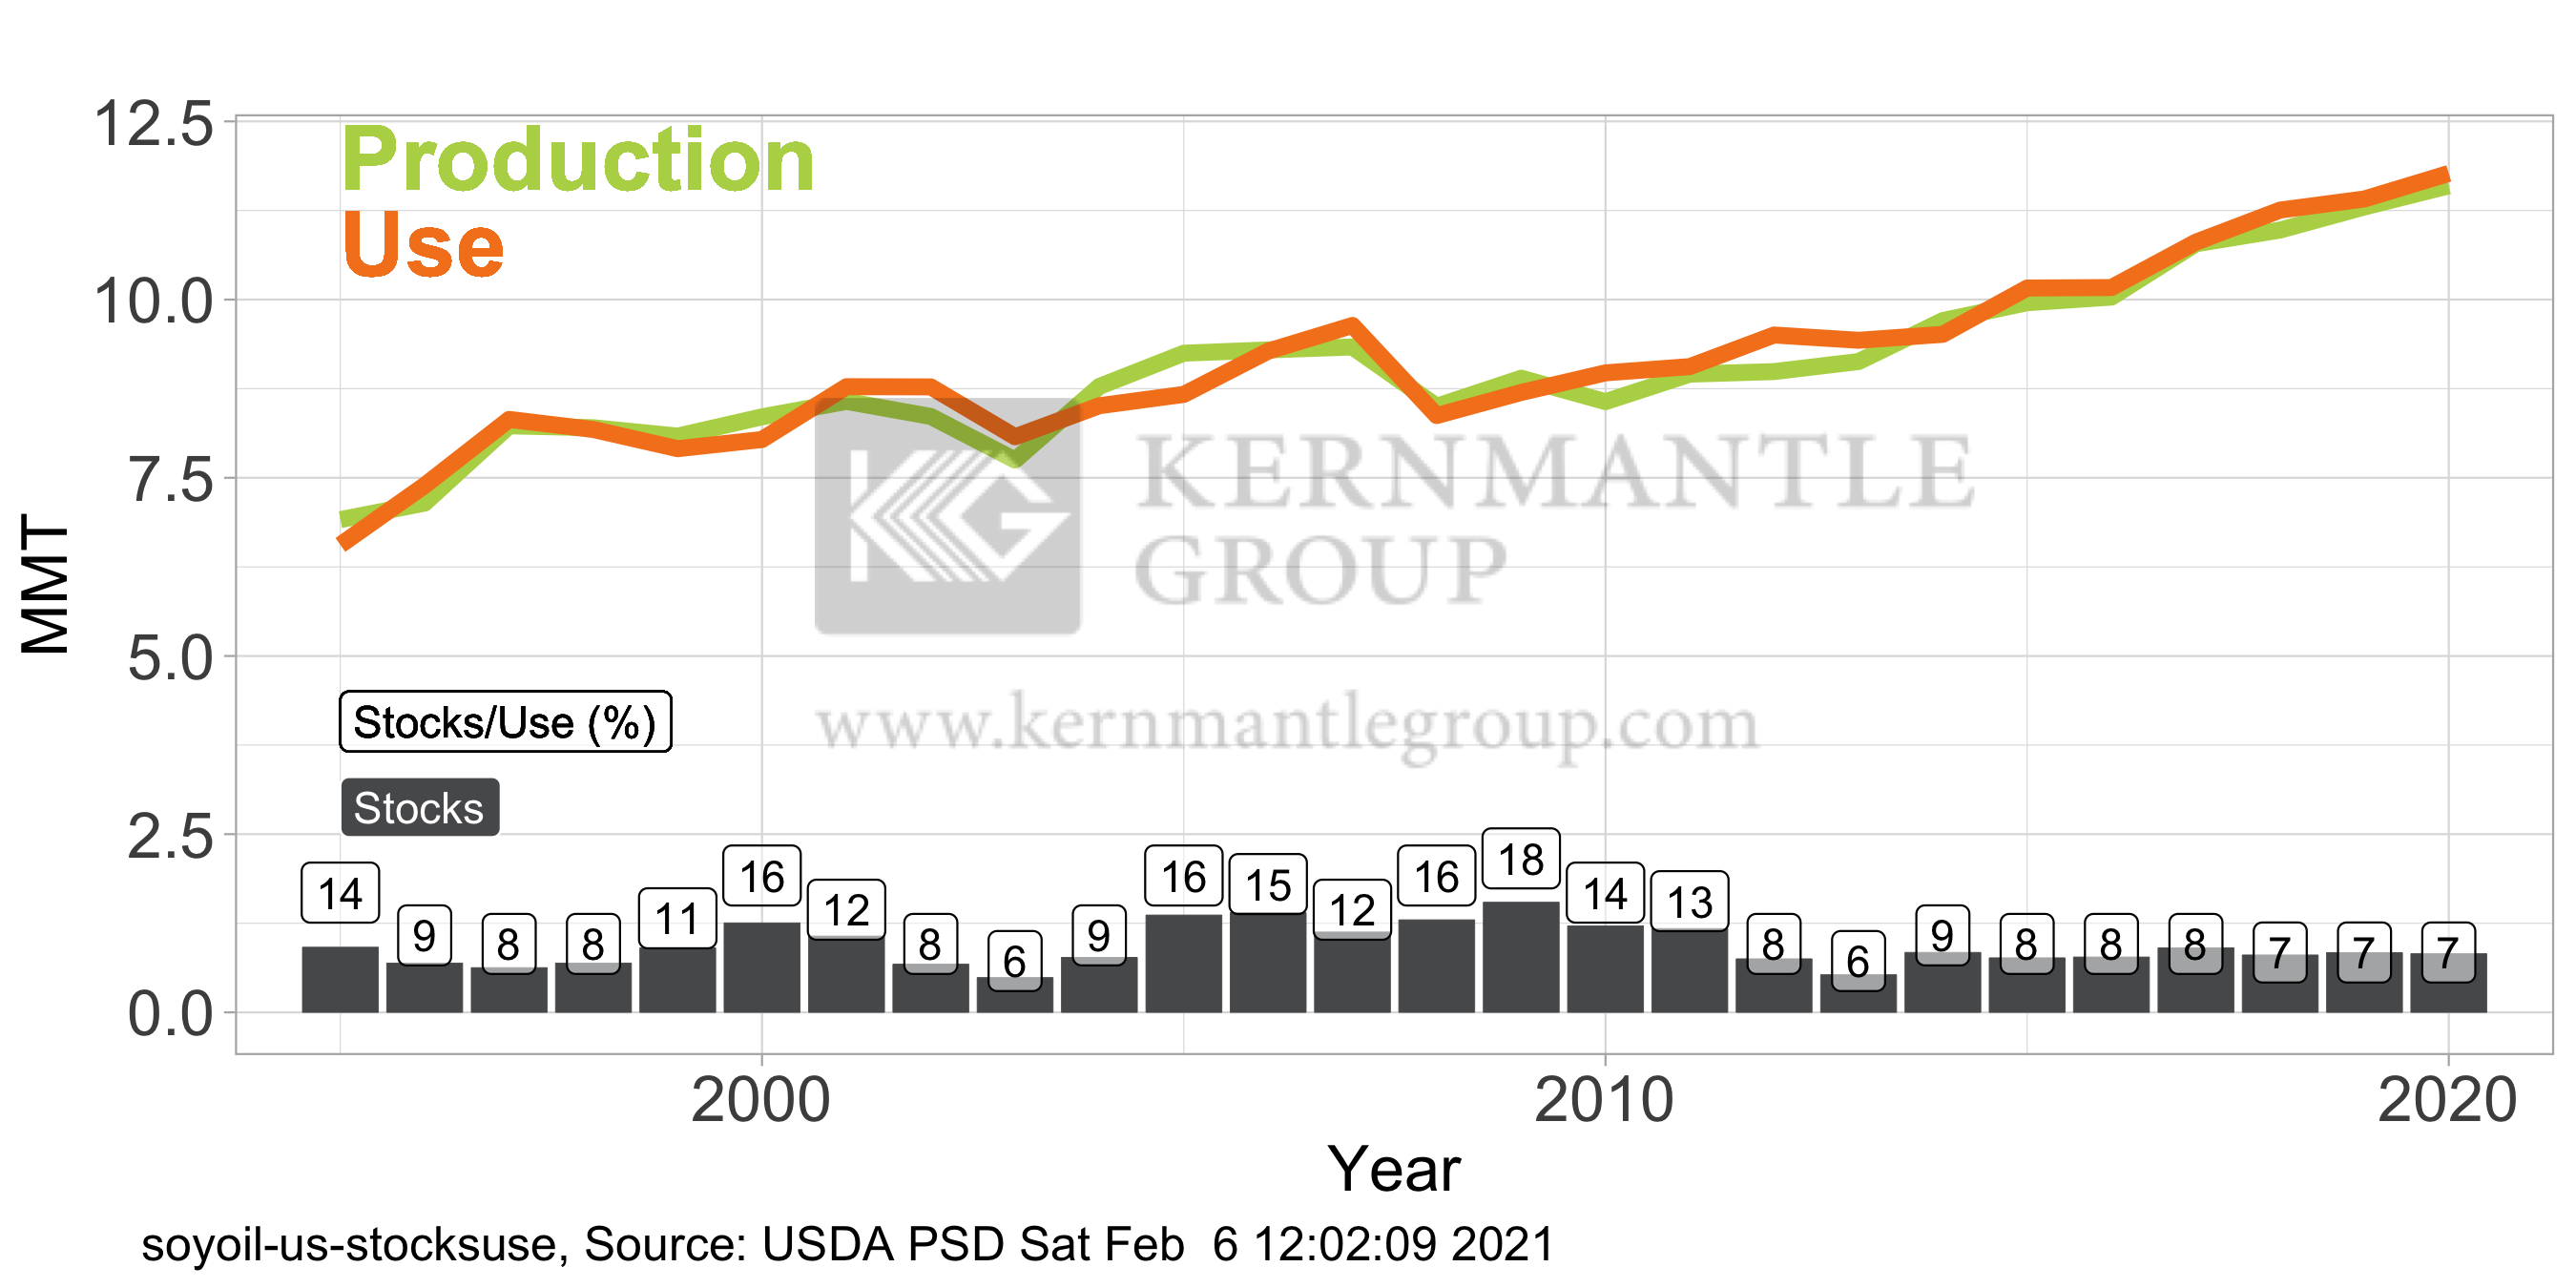 12.5
Production
Use
10.0
7.5
KERNMANTLE
GROUP
KG
MMT
5.0
Stocks/Use (%)
www.kernmantlegroup.com
Stocks
2.5
14 9 8 8 11 16 12 8 6 9 16 15 12 16 18 14 13 8 6 9 8 8 8 7 7 7
0.0
2000 2010 2020
Year
soyoil-us-stocksuse, Source: USDA PSD Sat Feb  6 12:02:09 2021